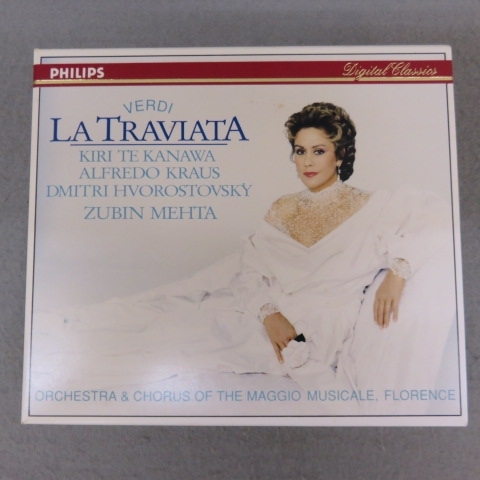 PHILIPS
Digital Classics
VERDI
LA TRAVIATA
KIRI TE KANAWA
ALFREDO KRAUS
DMITRI HVOROSTOVSKY
ZUBIN MEHTA
ORCHESTRA & CHORUS OF THE MAGGIO MUSICALE, FLORENCE